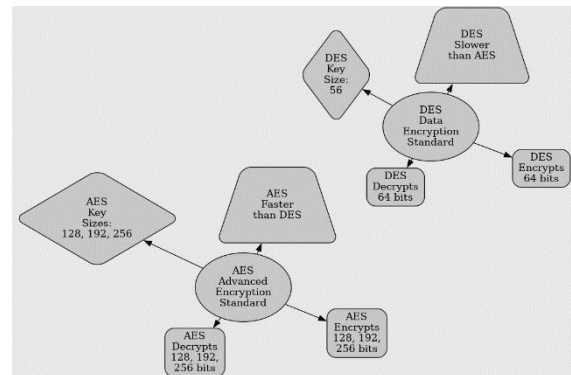 DES
Slower
than AES
DES
Key
Size:
56
DES
Data
Encryption
Standard
DES
Encrypts
64 bits
DES
Decrypts
64 bits
AES
Key
Sizes:
128, 192, 256
AES
Faster
than DES
AES
Advanced
Encryption
Standard
AES
Encrypts
128, 192,
256 bits
AES
Decrypts
128, 192,
256 bits